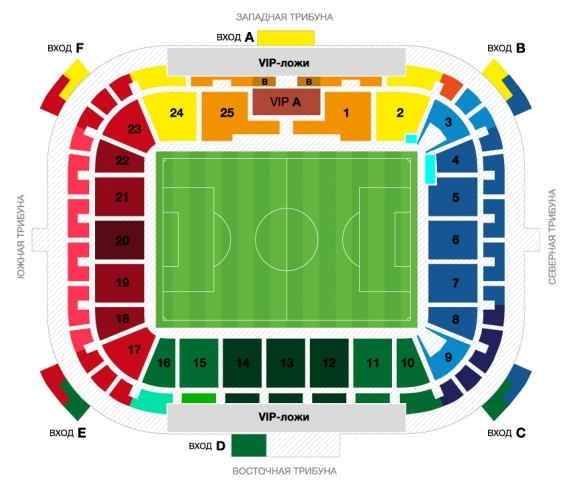 ЗАПАДНАЯ ТРИБУНА
ВХОД F
ВХОД A
ВХОД B
VIP-ложи
B
B
VIP A
24
25
1
2
23
3
22
4
21
5
ЮЖНАЯ ТРИБУНА
20
6
СЕВЕРНАЯ ТРИБУНА
19
7
18
8
17
9
16
15
14
13
12
11
10
VIP-ложи
ВХОД E
ВХОД D
ВХОД C
ВОСТОЧНАЯ ТРИБУНА